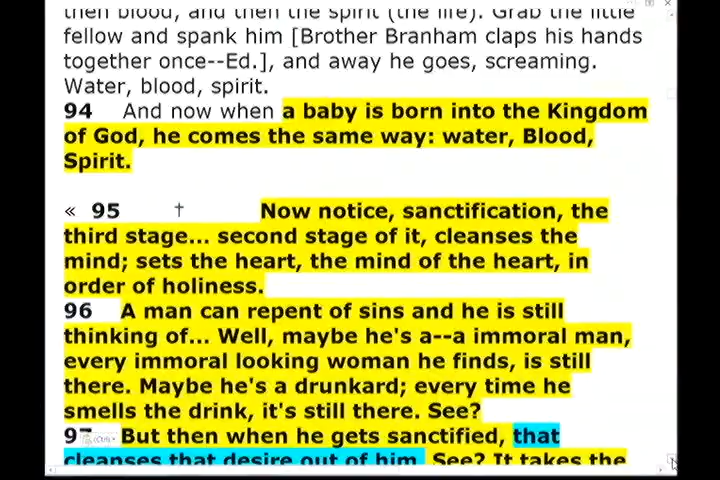 then blood, and then the spirit (the life). Grab the little
fellow and spank him [Brother Branham claps his hands
together once--Ed.], and away he goes, screaming.
Water, blood, spirit.
94 And now when a baby is born into the Kingdom
of God, he comes the same way: water, Blood,
Spirit.
« 95 † Now notice, sanctification, the
third stage... second stage of it, cleanses the
mind; sets the heart, the mind of the heart, in
order of holiness.
96 A man can repent of sins and he is still
thinking of... Well, maybe he's a--a immoral man,
every immoral looking woman he finds, is still
there. Maybe he's a drunkard; every time he
smells the drink, it's still there. See?
97 But then when he gets sanctified, that
cleanses that desire out of him. See? It takes the